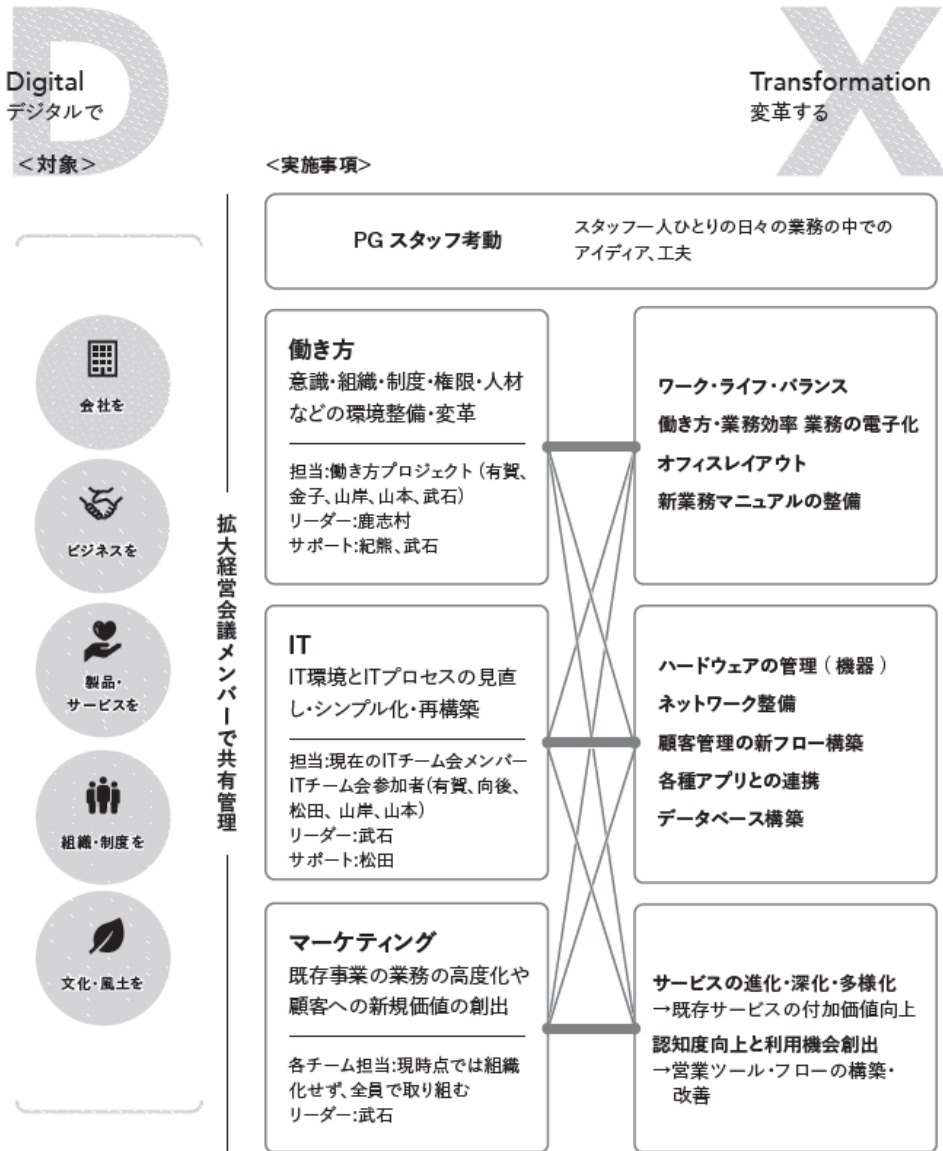 D
X
Digital
デジタルで
Transformation
変革する
<対象>
<実施事項>
会社を
ビジネスを
製品・
サービスを
組織・制度を
文化・風土を
拡大経営会議メンバーで共有管理
PG スタッフ考動
スタッフ一人ひとりの日々の業務の中での
アイディア、工夫
働き方
意識・組織・制度・権限・人材
などの環境整備・変革
担当:働き方プロジェクト(有賀、
金子、山岸、山本、武石)
リーダー:鹿志村
サポート:紀熊、武石
ワーク・ライフ・バランス
働き方・業務効率 業務の電子化
オフィスレイアウト
新業務マニュアルの整備
IT
IT環境とITプロセスの見直
し・シンプル化・再構築
担当:現在のITチーム会メンバー
ITチーム会参加者(有賀、向後、
松田、山岸、山本)
リーダー:武石
サポート:松田
ハードウェアの管理(機器)
ネットワーク整備
顧客管理の新フロー構築
各種アプリとの連携
データベース構築
マーケティング
既存事業の業務の高度化や
顧客への新規価値の創出
各チーム担当:現時点では組織
化せず、全員で取り組む
リーダー:武石
サービスの進化・深化・多様化
→既存サービスの付加価値向上
認知度向上と利用機会創出
→営業ツール・フローの構築・
改善